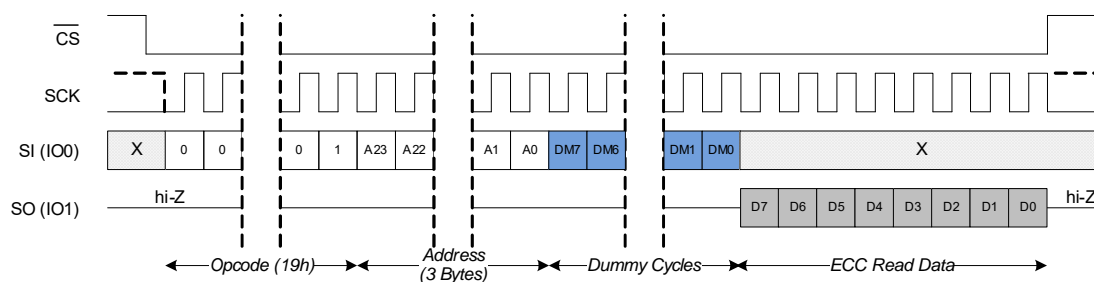 CS
SCK
SI (IO0) X 0 0 0 1 A23 A22 A1 A0 DM7 DM6 DM1 DM0 X
hi-Z hi-Z
SO (IO1) D7 D6 D5 D4 D3 D2 D1 D0
Opcode (19h) Address Dummy Cycles ECC Read Data
(3 Bytes)